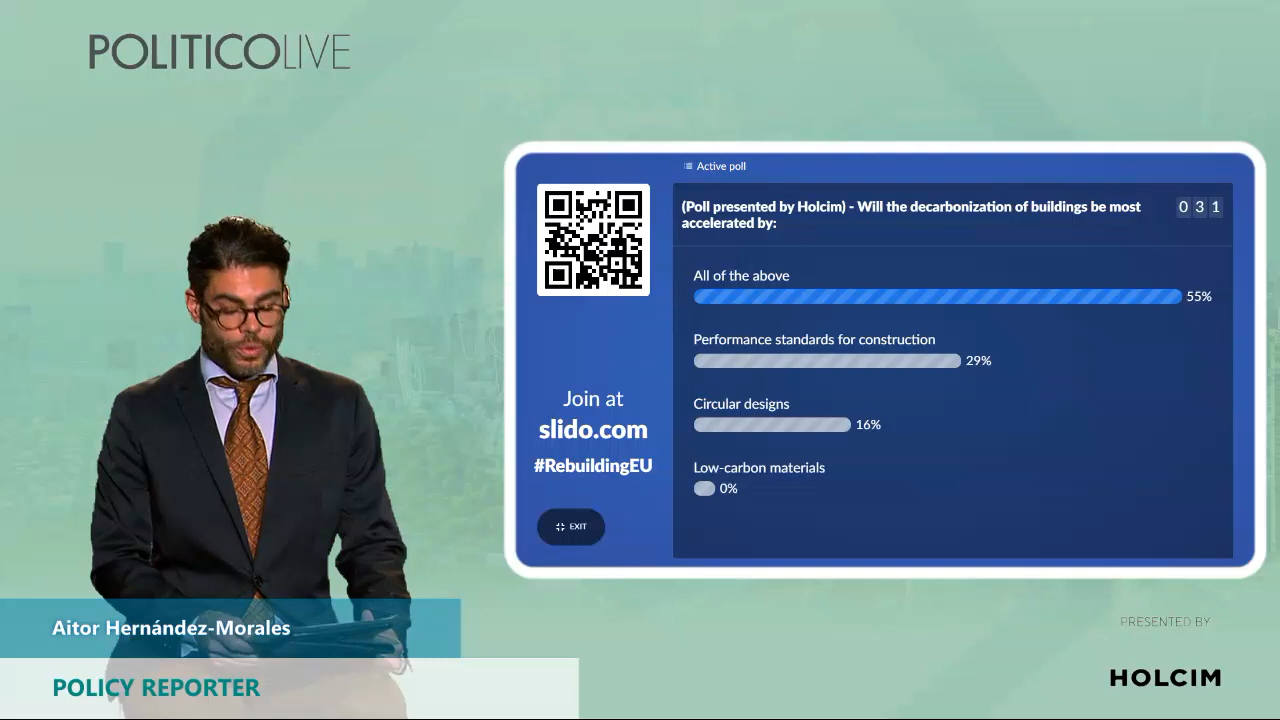 POLITICOLIVE
Active poll
(Poll presented by Holcim) - Will the decarbonization of buildings be most
accelerated by:
0 3 1
All of the above
55%
Performance standards for construction
29%
Circular designs
16%
Low-carbon materials
0%
Join at
slido.com
#RebuildingEU
EXIT
Aitor Hernández-Morales
POLICY REPORTER
PRESENTED BY
HOLCIM